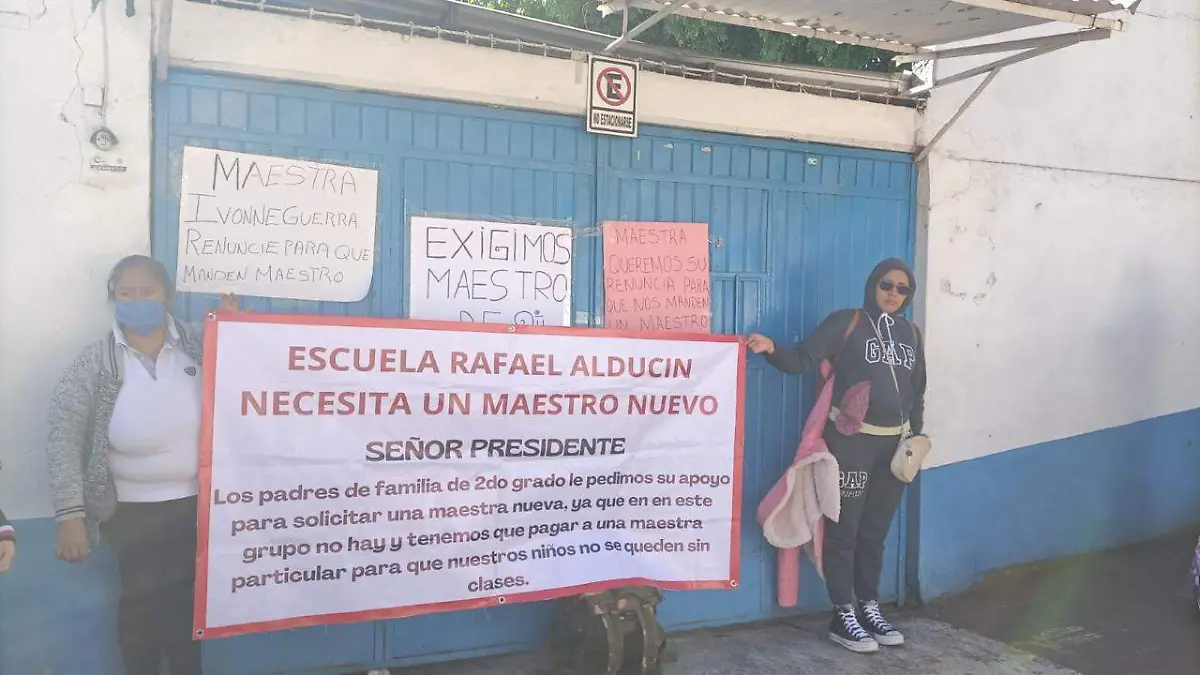 E
NO ESTACIONARSE
MAESTRA
IVONNE GUERRA
RENUNCIE PARA QUE
MANDEN MAESTRO
EXIGIMOS
MAESTRO
DE
MAESTRA
QUEREMOS SU
RENUNCIA PARA
QUE NOS MANDEN
UN MAESTRO
ESCUELA RAFAEL ALDUCIN
NECESITA UN MAESTRO NUEVO
SEÑOR PRESIDENTE
Los padres de familia de 2do grado le pedimos su apoyo
para solicitar una maestra nueva, ya que en en este
grupo no hay y tenemos que pagar a una maestra
particular para que nuestros niños no se queden sin
clases.
GAP
GAP